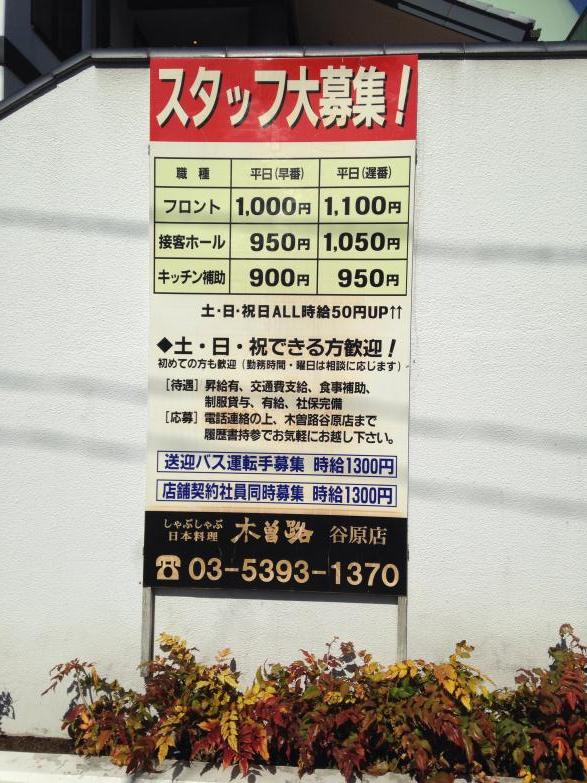 スタッフ大募集!
職種 平日(早番) 平日(遅番)
フロント 1,000円 1,100円
接客ホール 950円 1,050円
キッチン補助 900円 950円
土・日・祝日ALL時給50円UP↑↑
◆土・日・祝できる方歓迎!
初めての方も歓迎(勤務時間・曜日は相談に応じます)
[待遇]昇給有、交通費支給、食事補助、
制服貸与、有給、社保完備
[応募]電話連絡の上、木曽路谷原店まで
履歴書持参でお気軽にお越し下さい。
送迎バス運転手募集 時給1300円
店舗契約社員同時募集 時給1300円
しゃぶしゃぶ
日本料理 木曽路 谷原店
☎03-5393-1370